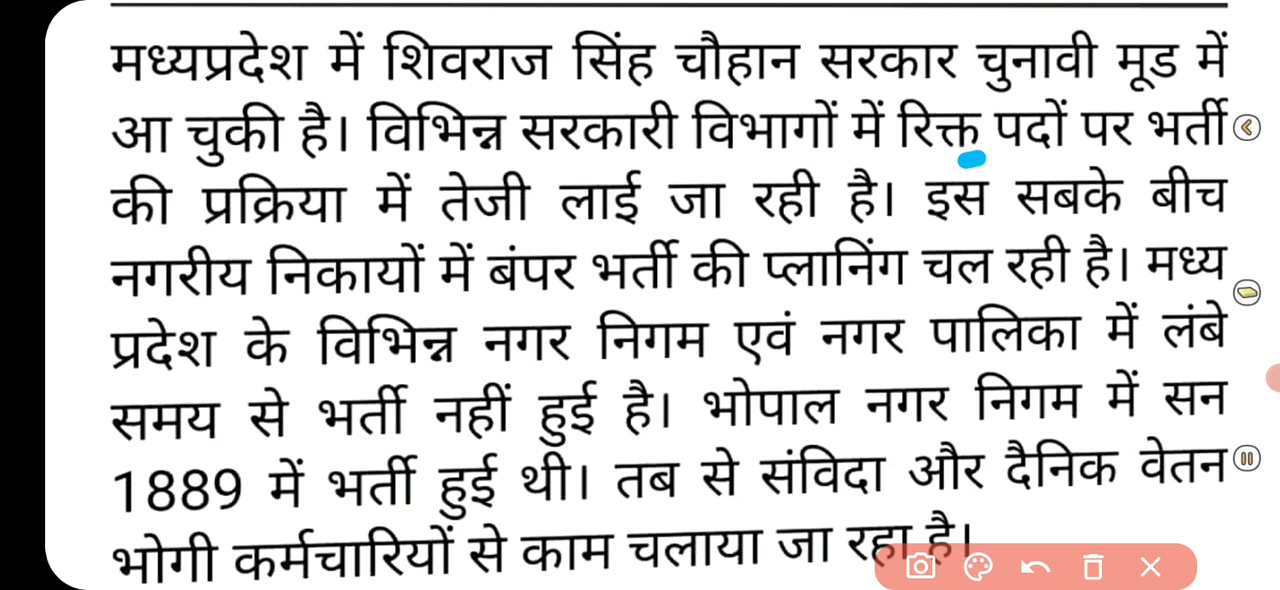 मध्यप्रदेश में शिवराज सिंह चौहान सरकार चुनावी मूड में
आ चुकी है। विभिन्न सरकारी विभागों में रिक्त पदों पर भर्ती
की प्रक्रिया में तेजी लाई जा रही है। इस सबके बीच
नगरीय निकायों में बंपर भर्ती की प्लानिंग चल रही है। मध्य
प्रदेश के विभिन्न नगर निगम एवं नगर पालिका में लंबे
समय से भर्ती नहीं हुई है। भोपाल नगर निगम में सन
1889 में भर्ती हुई थी। तब से संविदा और दैनिक वेतन
भोगी कर्मचारियों से काम चलाया जा रहा है।